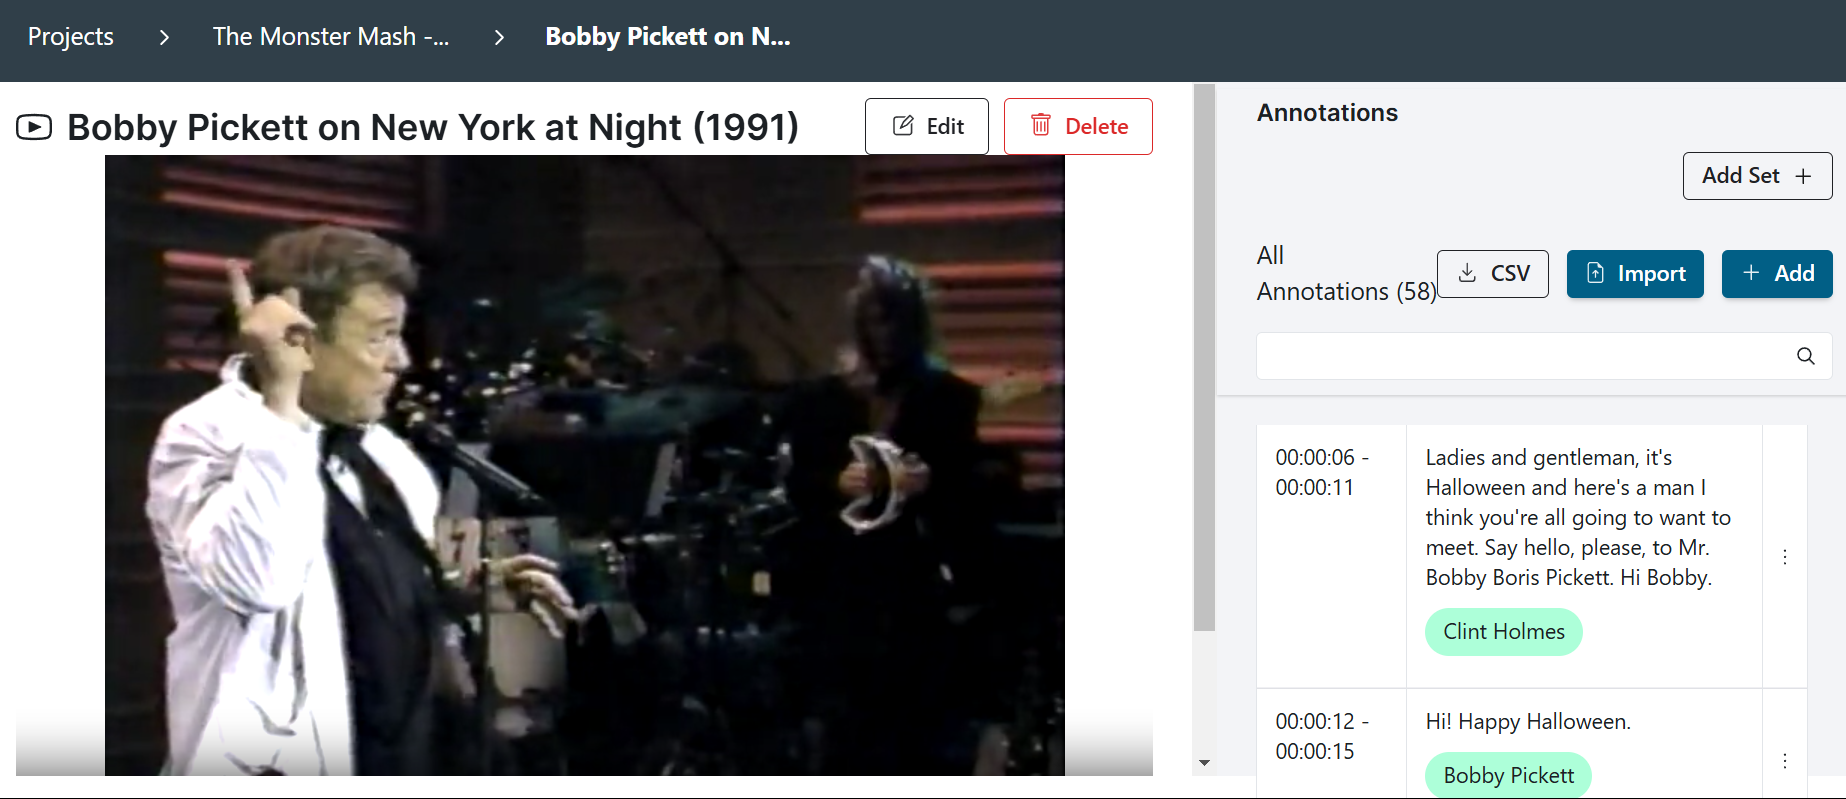 Projects > The Monster Mash -... > Bobby Pickett on N...
Bobby Pickett on New York at Night (1991)
Edit
Delete
7
Annotations
Add Set +
All
Annotations (58)
CSV
Import
+ Add
00:00:06 -
00:00:11
Ladies and gentleman, it's
Halloween and here's a man I
think you're all going to want to
meet. Say hello, please, to Mr.
Bobby Boris Pickett. Hi Bobby.
Clint Holmes
00:00:12 -
00:00:15
Hi! Happy Halloween.
Bobby Pickett